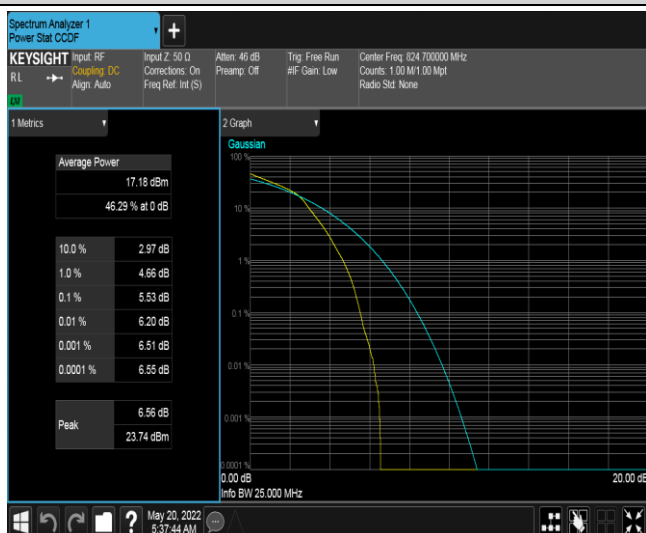 Spectrum Analyzer 1
Power Stat CCDF
+
KEYSIGHT
RL
Input: RF
Coupling: DC
Align: Auto
Input Z: 50 Ω
Corrections: On
Freq Ref: Int (S)
Atten: 46 dB
Preamp: Off
Trig: Free Run
#IF Gain: Low
Center Freq: 824.700000 MHz
Counts: 1.00 M/1.00 Mpt
Radio Std: None
1 Metrics
Average Power
17.18 dBm
46.29 % at 0 dB
10.0 % 2.97 dB
1.0 % 4.66 dB
0.1 % 5.53 dB
0.01 % 6.20 dB
0.001 % 6.51 dB
0.0001 % 6.55 dB
Peak
6.56 dB
23.74 dBm
2 Graph
Gaussian
100 %
10 %
1 %
0.1 %
0.01 %
0.001 %
0.0001 %
0.00 dB
20.00 dB
Info BW 25.000 MHz
?
May 20, 2022
5:37:44 AM